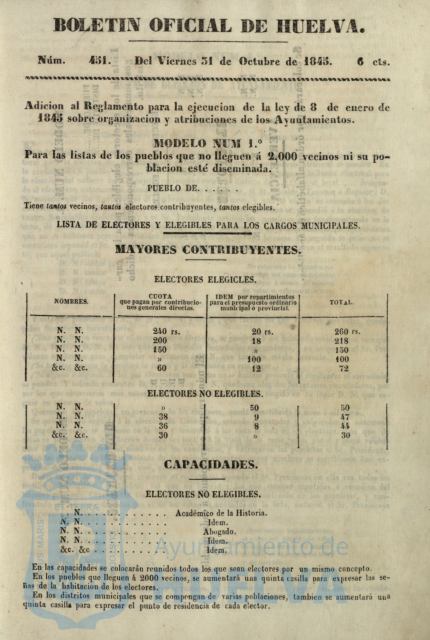 BOLETIN OFICIAL DE HUELVA.
Núm. 451. Del Viernes 31 de Octubre de 1845. 6 cts.
Adicion al Reglamento para la ejecucion de la ley de 8 de enero de
1845 sobre organizacion y atribuciones de los Ayuntamientos.
MODELO NUM 1.º
Para las listas de los pueblos que no lleguen á 2,000 vecinos ni su po-
blacion esté diseminada.
PUEBLO DE. . . . . .
Tiene tantos vecinos, tantos electores contribuyentes, tantos elegibles.
LISTA DE ELECTORES Y ELEGIBLES PARA LOS CARGOS MUNICIPALES.
MAYORES CONTRIBUYENTES.
ELECTORES ELEGICLES.
NOMBRES. CUOTA que pagan por contribucio- nes generales directas. IDEM por repartimientos para el presupuesto ordinario municipal o provincial. TOTAL.
N. N. 240 rs. 20 rs. 260 rs.
N. N. 200 18 218
N. N. 150 » 150
N. N. » 100 100
&c. &c. 60 12 72
ELECTORES NO ELEGIBLES.
N. N. » 50 50
N. N. 38 9 47
N. N. 36 8 44
&c. &c. 30 » 30
CAPACIDADES.
ELECTORES NO ELEGIBLES.
N. . . . . . . . . . . . . Académico de la Historia.
N. N. . . . . . . . . . . . . Idem.
N. N. . . . . . . . . . . . . Abogado.
N. N. . . . . . . . . . . . . Idem.
&c. &c . . . . . . . . . . . . Idem.
Ayuntamiento de
HUELVA
En las capacidades se colocarán reunidos todos los que sean electores por un mismo concepto.
En los pueblos que lleguen á 2000 vecinos, se aumentará una quinta casilla para expresar las se-
ñas de la habitacion de los electores.
En los distritos municipales que se compongan de varias poblaciones, tambien se aumentará una
quinta casilla para expresar el punto de residencia de cada elector.